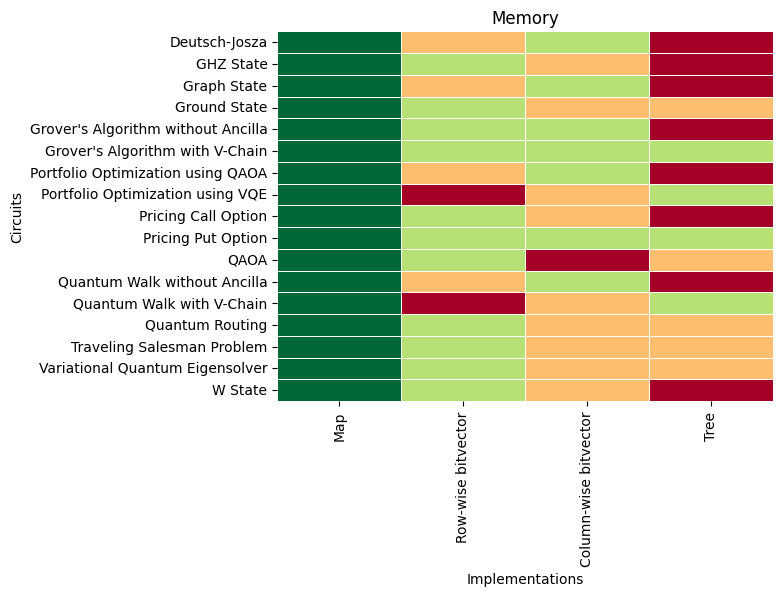 Memory
Circuits
Deutsch-Josza
GHZ State
Graph State
Ground State
Grover's Algorithm without Ancilla
Grover's Algorithm with V-Chain
Portfolio Optimization using QAOA
Portfolio Optimization using VQE
Pricing Call Option
Pricing Put Option
QAOA
Quantum Walk without Ancilla
Quantum Walk with V-Chain
Quantum Routing
Traveling Salesman Problem
Variational Quantum Eigensolver
W State
Map
Row-wise bitvector
Column-wise bitvector
Tree
Implementations